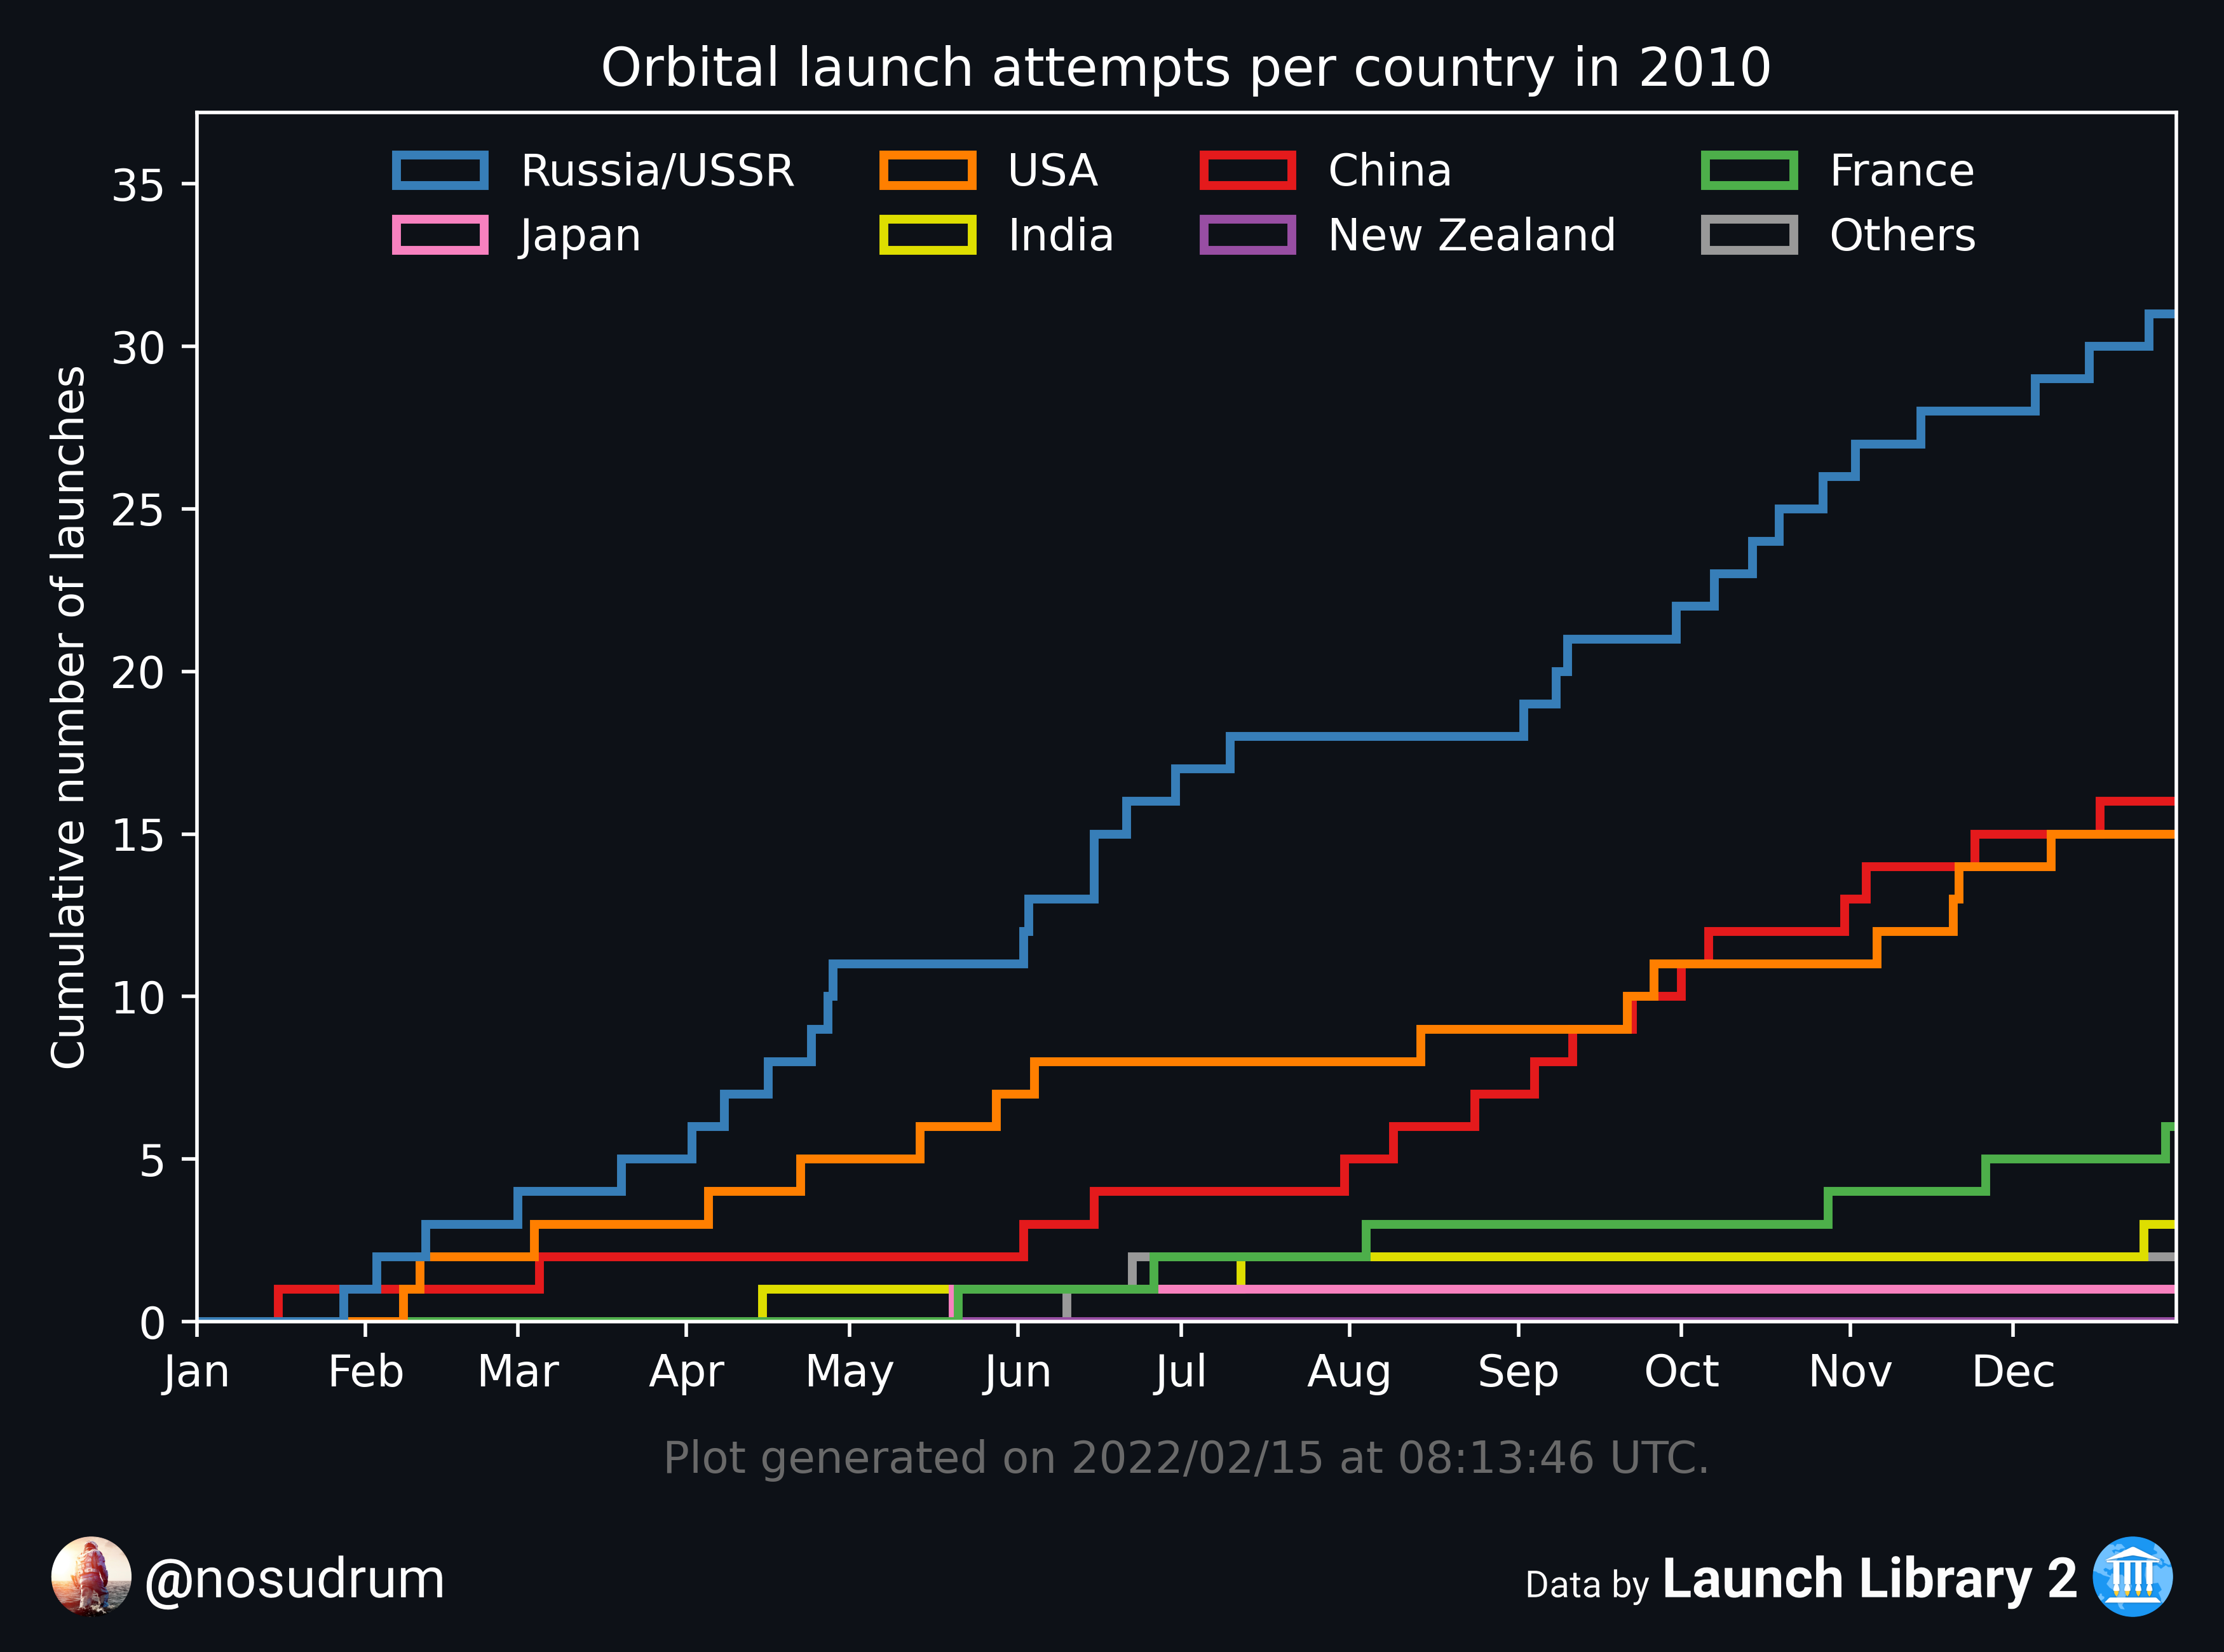 Orbital launch attempts per country in 2010
Russia/USSR USA China France
Japan India New Zealand Others
Cumulative number of launches
35
30
25
20
15
10
5
0
Jan Feb Mar Apr May Jun Jul Aug Sep Oct Nov Dec
Plot generated on 2022/02/15 at 08:13:46 UTC.
@nosudrum
Data by Launch Library 2